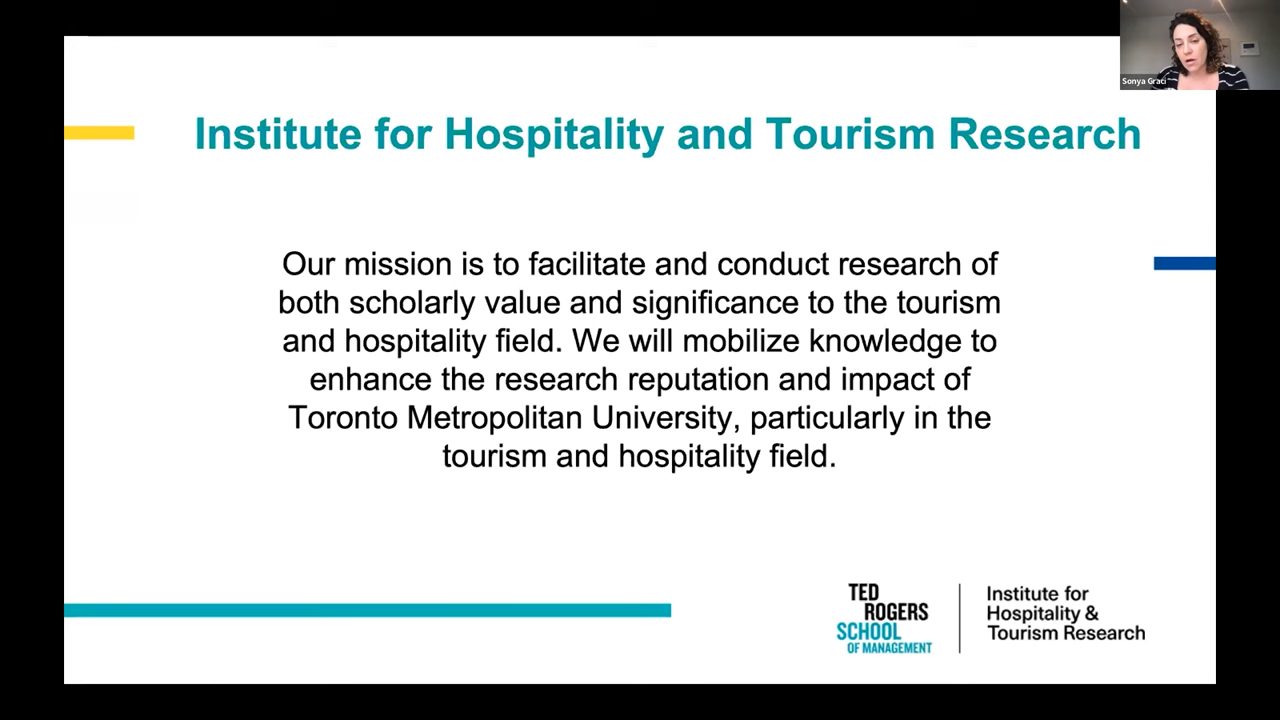 Sonya Graci
Institute for Hospitality and Tourism Research
Our mission is to facilitate and conduct research of
both scholarly value and significance to the tourism
and hospitality field. We will mobilize knowledge to
enhance the research reputation and impact of
Toronto Metropolitan University, particularly in the
tourism and hospitality field.
TED
ROGERS
SCHOOL
OF MANAGEMENT
Institute for
Hospitality &
Tourism Research